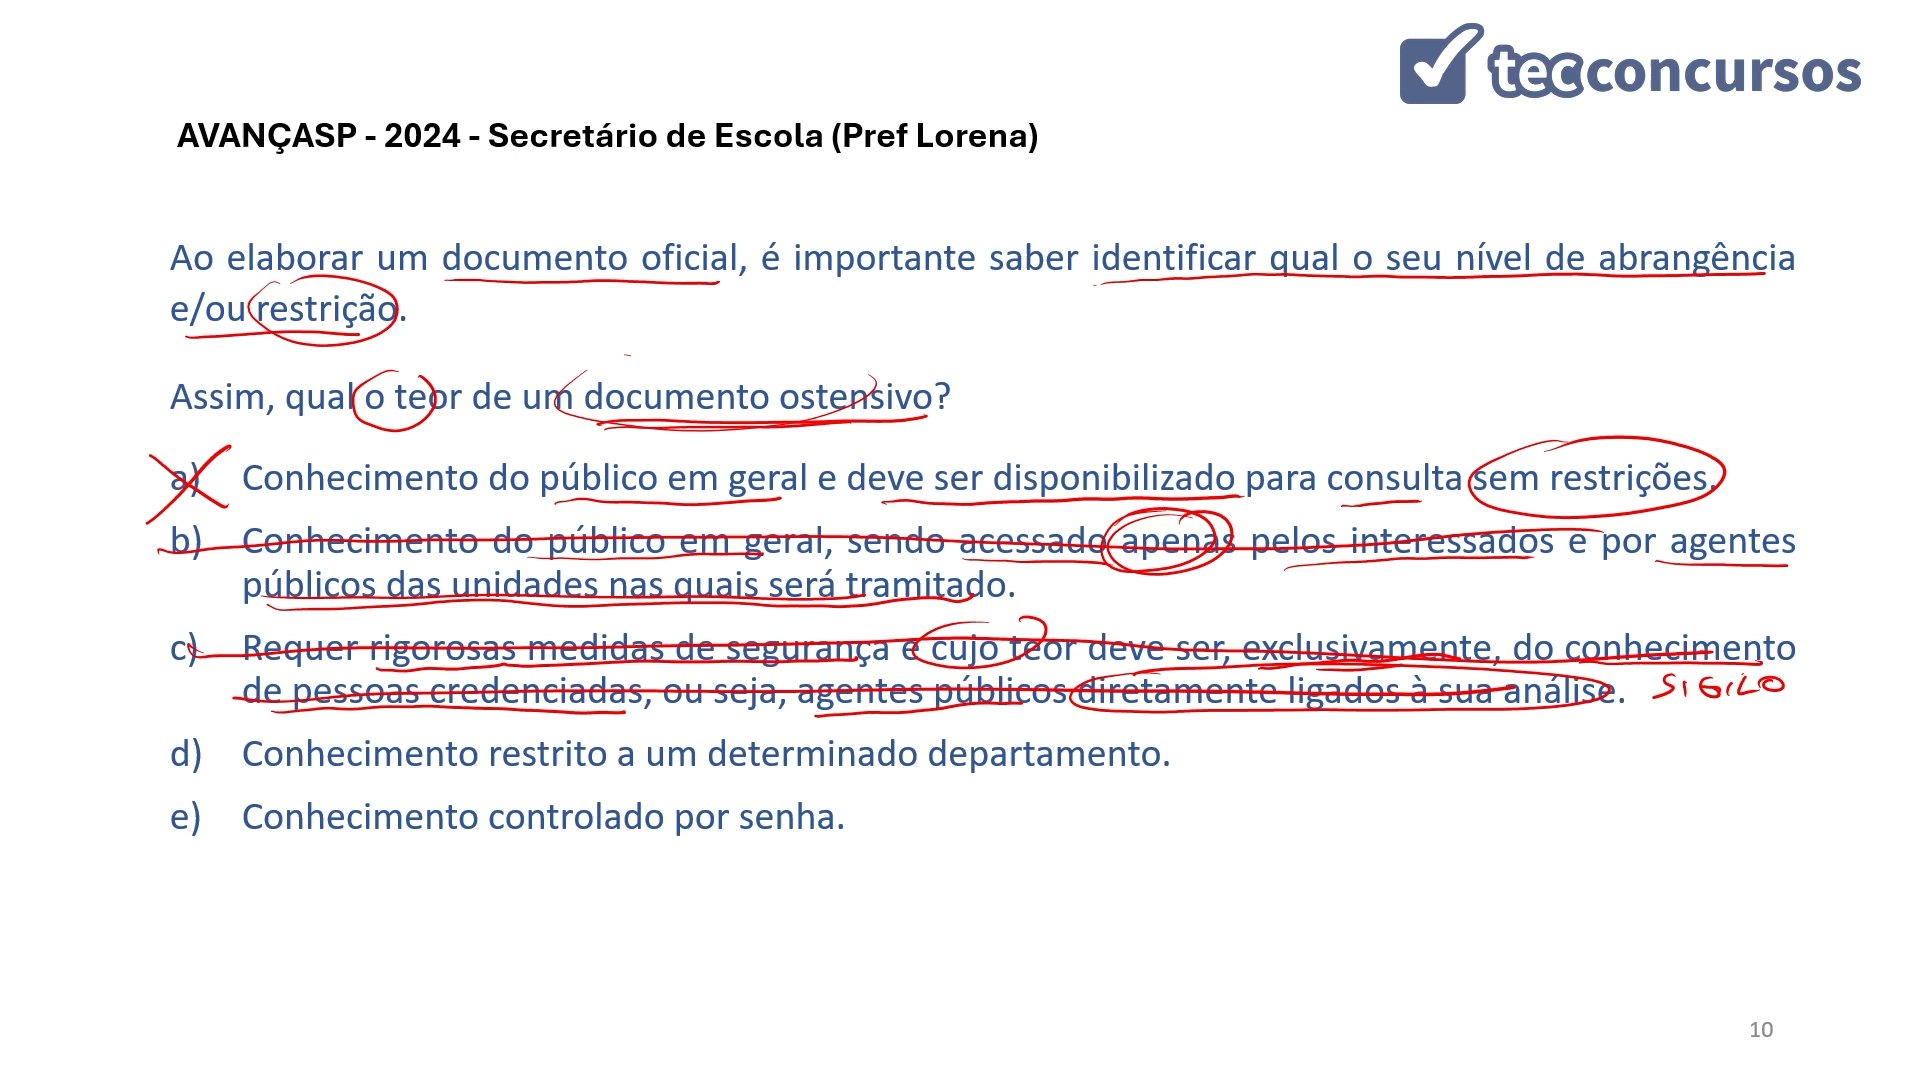 tecconcursos
AVANÇASP - 2024 - Secretário de Escola (Pref Lorena)
Ao elaborar um documento oficial, é importante saber identificar qual o seu nível de abrangência
e/ou restrição.
Assim, qual o teor de um documento ostensivo?
a) Conhecimento do público em geral e deve ser disponibilizado para consulta sem restrições.
b) Conhecimento do público em geral, sendo acessado apenas pelos interessados e por agentes
públicos das unidades nas quais será tramitado.
c) Requer rigorosas medidas de segurança e cujo teor deve ser, exclusivamente, do conhecimento
de pessoas credenciadas, ou seja, agentes públicos diretamente ligados à sua análise. SIGILO
d) Conhecimento restrito a um determinado departamento.
e) Conhecimento controlado por senha.
10